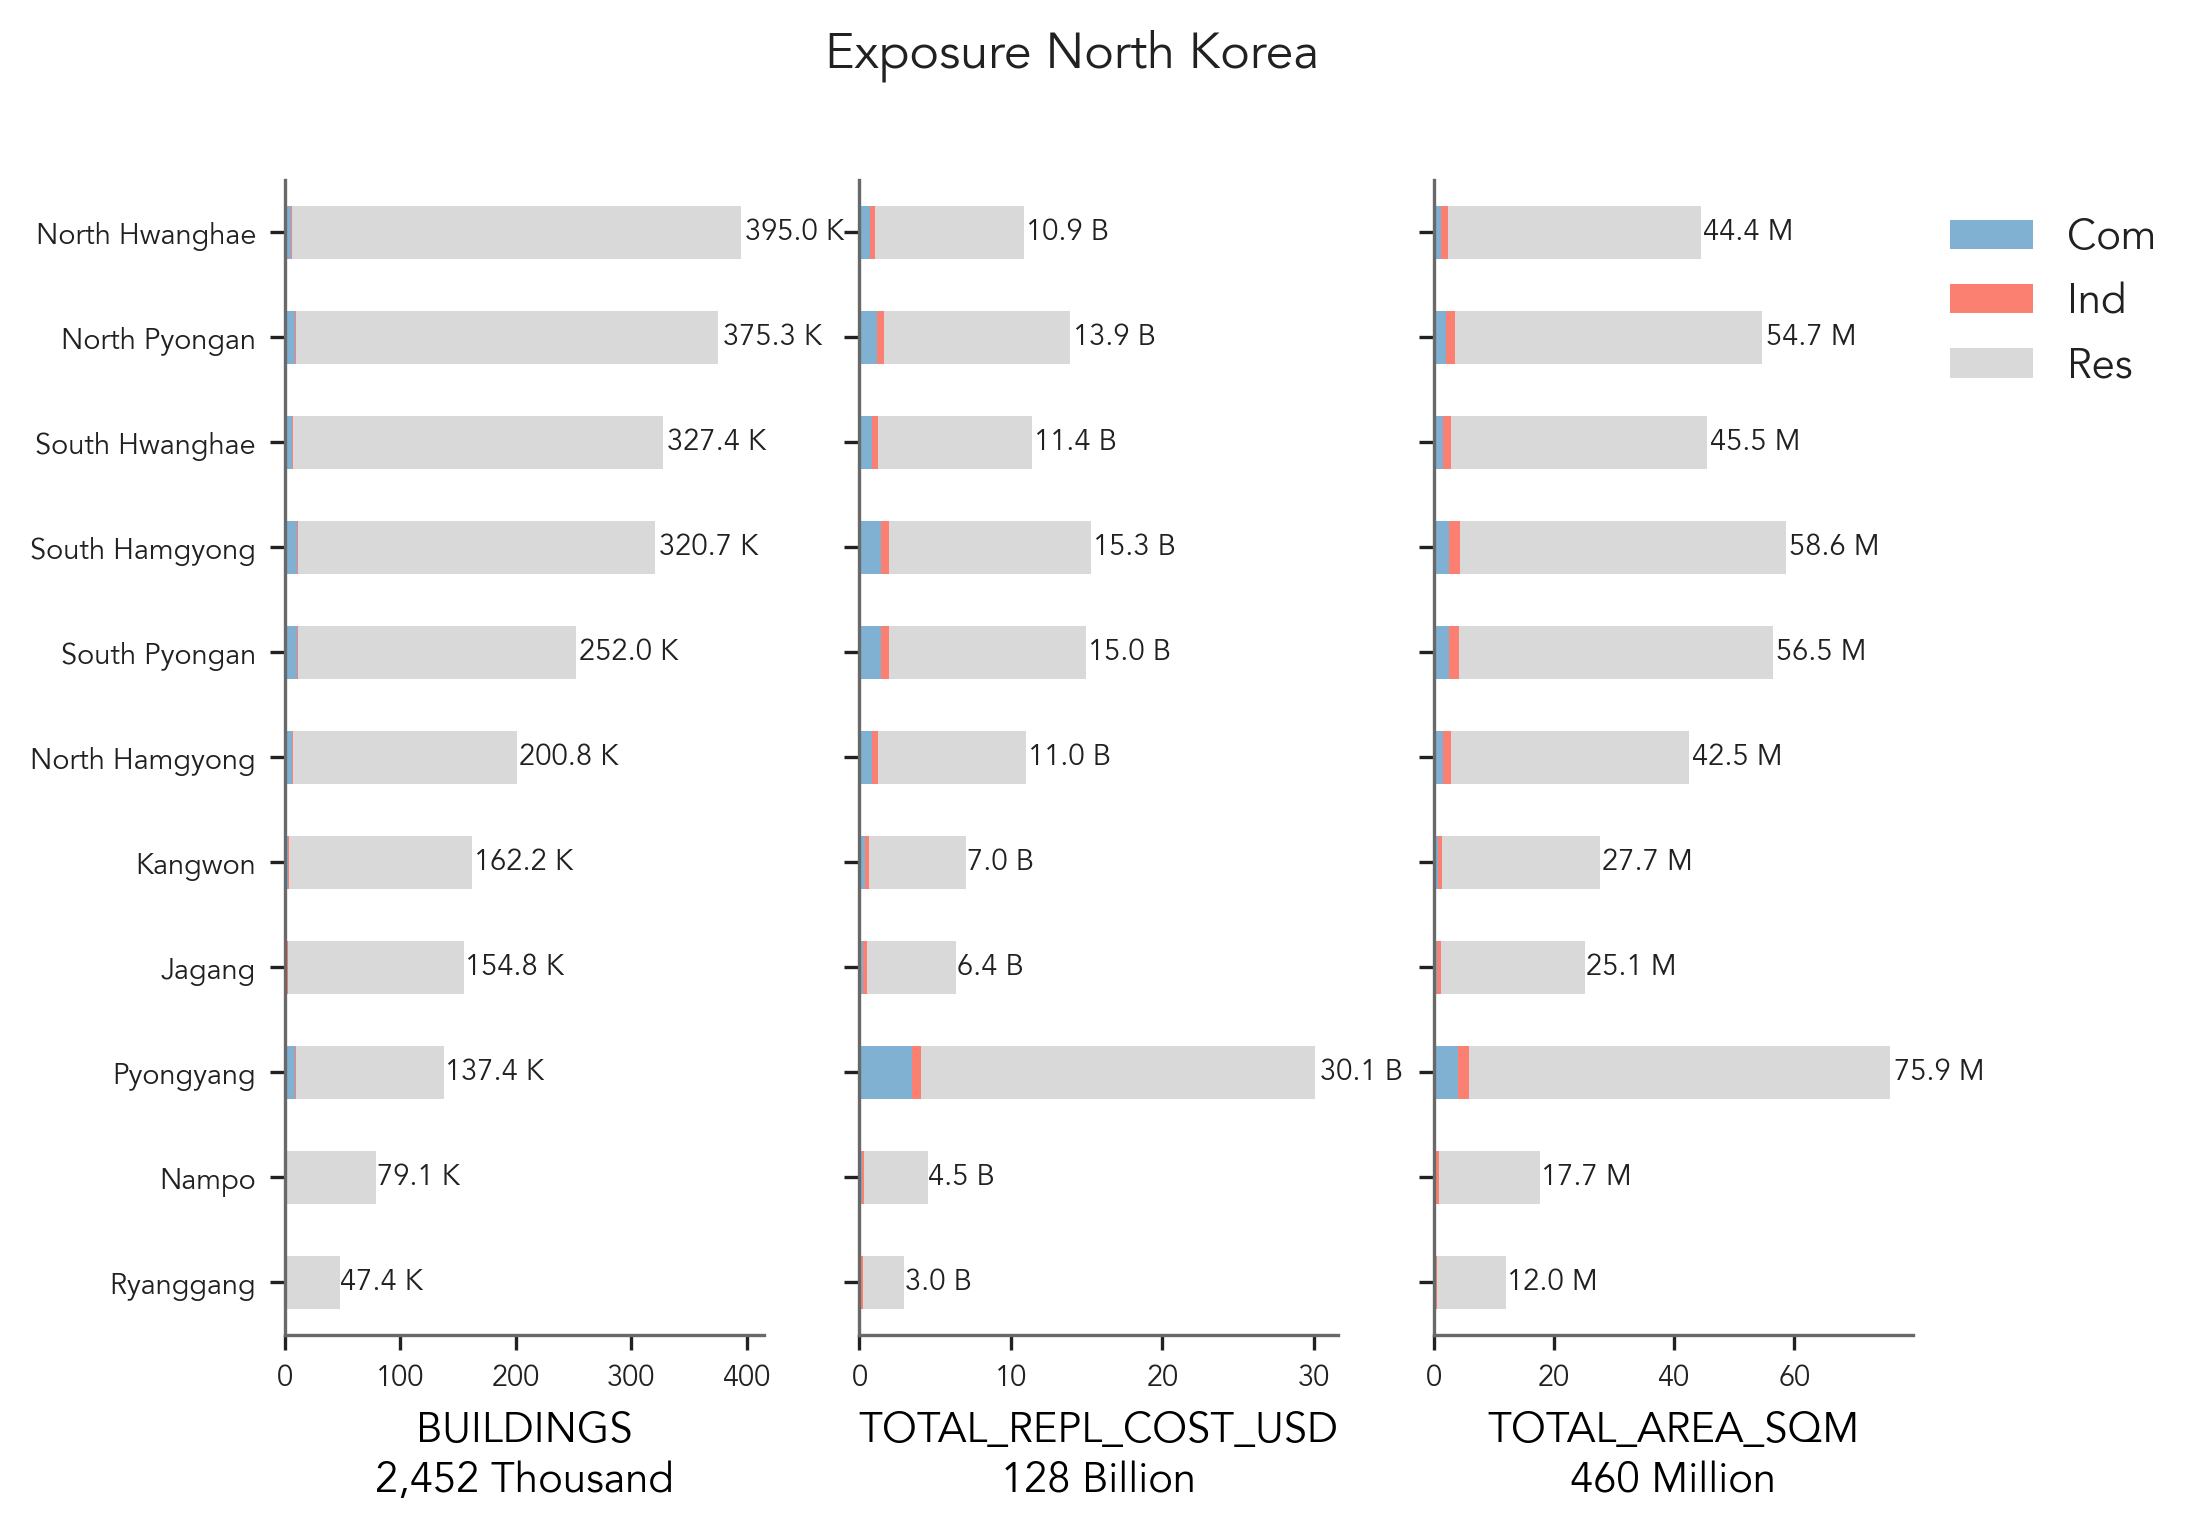 Exposure North Korea
North Hwanghae
North Pyongan
South Hwanghae
South Hamgyong
South Pyongan
North Hamgyong
Kangwon
Jagang
Pyongyang
Nampo
Ryanggang
395.0 K
375.3 K
327.4 K
320.7 K
252.0 K
200.8 K
162.2 K
154.8 K
137.4 K
79.1 K
47.4 K
0 100 200 300 400
BUILDINGS
2,452 Thousand
10.9 B
13.9 B
11.4 B
15.3 B
15.0 B
11.0 B
7.0 B
6.4 B
30.1 B
4.5 B
3.0 B
0 10 20 30
TOTAL_REPL_COST_USD
128 Billion
44.4 M
54.7 M
45.5 M
58.6 M
56.5 M
42.5 M
27.7 M
25.1 M
75.9 M
17.7 M
12.0 M
0 20 40 60
TOTAL_AREA_SQM
460 Million
Com
Ind
Res